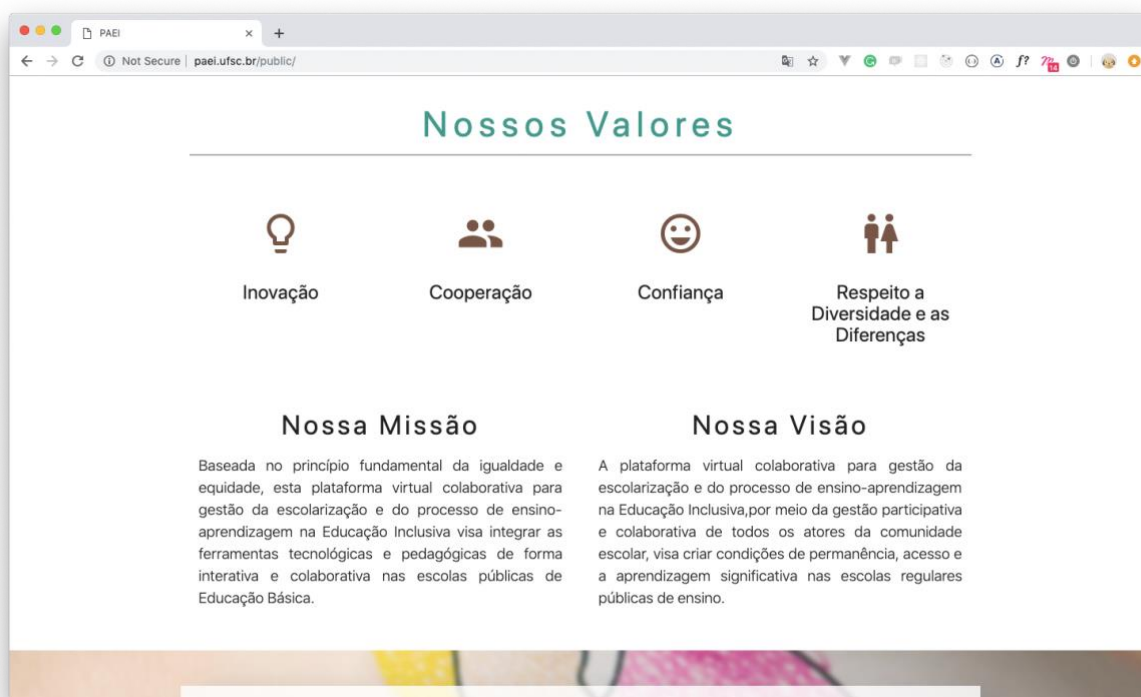 PAEI
Not Secure | paei.ufsc.br/public/
f?
14
Nossos Valores
Inovação
Cooperação
Confiança
Respeito a
Diversidade e as
Diferenças
Nossa Missão
Baseada no princípio fundamental da igualdade e
equidade, esta plataforma virtual colaborativa para
gestão da escolarização e do processo de ensino-
aprendizagem na Educação Inclusiva visa integrar as
ferramentas tecnológicas e pedagógicas de forma
interativa e colaborativa nas escolas públicas de
Educação Básica.
Nossa Visão
A plataforma virtual colaborativa para gestão da
escolarização e do processo de ensino-aprendizagem
na Educação Inclusiva,por meio da gestão participativa
e colaborativa de todos os atores da comunidade
escolar, visa criar condições de permanência, acesso e
a aprendizagem significativa nas escolas regulares
públicas de ensino.